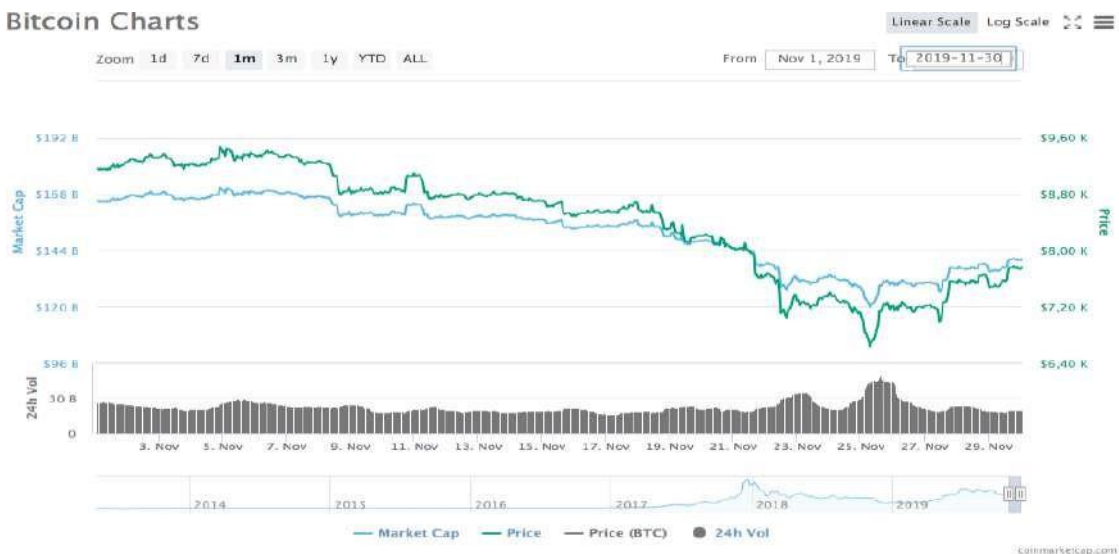 Bitcoin Charts
Linear Scale Log Scale
Zoom 1d 7d 1m 3m 1y YTD ALL
From Nov 1, 2019 To 2019-11-30
$192 B $9,60 K
$168 B $8,80 K
Market Cap Price
$144 B $8,00 K
$120 B $7,20 K
$96 B $6,40 K
24h Vol
30 B
0
3. Nov 5. Nov 7. Nov 9. Nov 11. Nov 13. Nov 15. Nov 17. Nov 19. Nov 21. Nov 23. Nov 25. Nov 27. Nov 29. Nov
2014 2015 2016 2017 2018 2019
Market Cap Price Price (BTC) 24h Vol
coinmarketcap.com